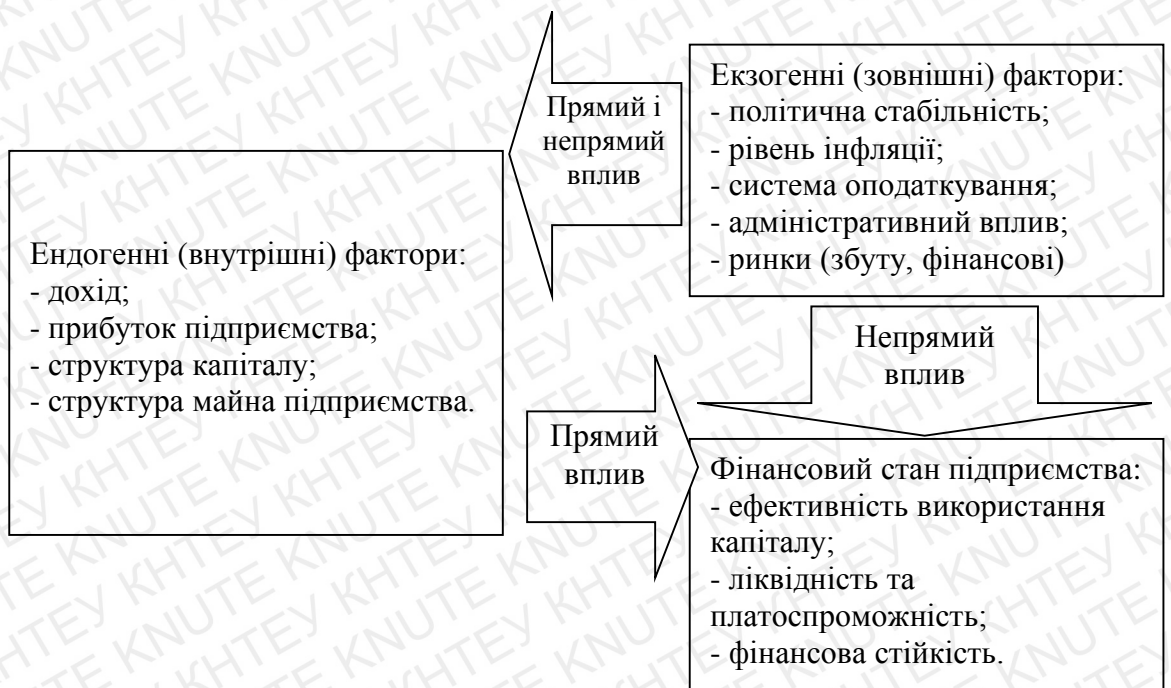 Прямий і
непрямий
вплив
Екзогенні (зовнішні) фактори:
- політична стабільність;
- рівень інфляції;
- система оподаткування;
- адміністративний вплив;
- ринки (збуту, фінансові)
Ендогенні (внутрішні) фактори:
- дохід;
- прибуток підприємства;
- структура капіталу;
- структура майна підприємства.
Непрямий
вплив
Прямий
вплив
Фінансовий стан підприємства:
- ефективність використання
капіталу;
- ліквідність та
платоспроможність;
- фінансова стійкість.